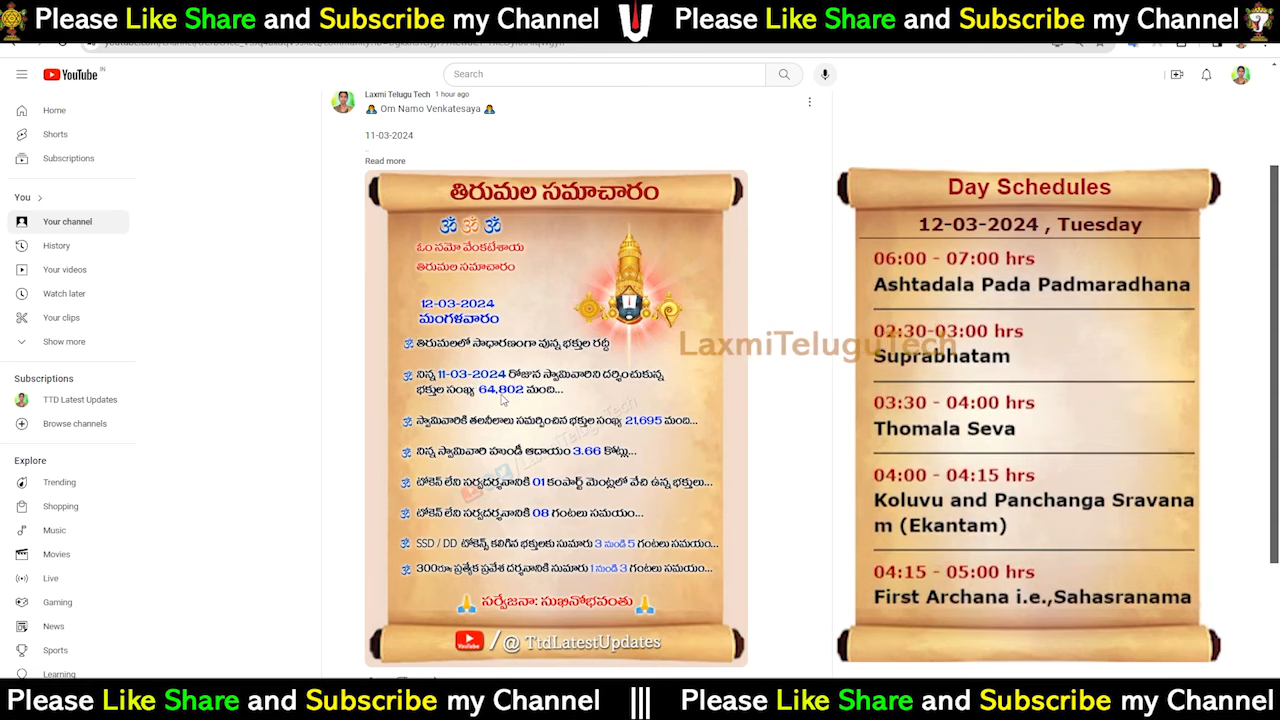 Please Like Share and Subscribe my Channel
Please Like Share and Subscribe my Channel
YouTube IN
Search
Home
Shorts
Subscriptions
You
Your channel
History
Your videos
Watch later
Your clips
Show more
Subscriptions
TTD Latest Updates
Browse channels
Explore
Trending
Shopping
Music
Movies
Live
Gaming
News
Sports
Learning
Laxmi Telugu Tech 1 hour ago
Om Namo Venkatesaya
11-03-2024
Read more
తిరుమల సమాచారం
ॐ ॐ ॐ
ఓం నమో వేంకటేశాయ
తిరుమల సమాచారం
12-03-2024
మంగళవారం
ॐ తిరుమలలో సాధారణంగా వున్న భక్తుల రద్దీ
ॐ నిన్న 11-03-2024 రోజున స్వామివారిని దర్శించుకున్న
భక్తుల సంఖ్య 64,802 మంది...
ॐ స్వామివారికి తలనీలాలు సమర్పించిన భక్తుల సంఖ్య 21,695 మంది...
ॐ నిన్న స్వామివారి హుండీ ఆదాయం 3.66 కోట్లు...
ॐ టోకెన్ లేని సర్వదర్శనానికి 01 కంపార్ట్ మెంట్లలో వేచి ఉన్న భక్తులు...
ॐ టోకెన్ లేని సర్వదర్శనానికి 08 గంటలు సమయం...
ॐ SSD / DD టోకెన్స్ కలిగిన భక్తులకు సుమారు 3 నుండి 5 గంటలు సమయం...
ॐ 300రూ ప్రత్యేక ప్రవేశ దర్శనానికి సుమారు 1 నుండి 3 గంటలు సమయం...
సర్వేజనా: సుఖినోభవంతు
YouTube / @ TtdLatestUpdates
LaxmiTeluguTech
Day Schedules
12-03-2024 , Tuesday
06:00 - 07:00 hrs
Ashtadala Pada Padmaradhana
02:30-03:00 hrs
Suprabhatam
03:30 - 04:00 hrs
Thomala Seva
04:00 - 04:15 hrs
Koluvu and Panchanga Sravana
m (Ekantam)
04:15 - 05:00 hrs
First Archana i.e.,Sahasranama
Please Like Share and Subscribe my Channel
Please Like Share and Subscribe my Channel